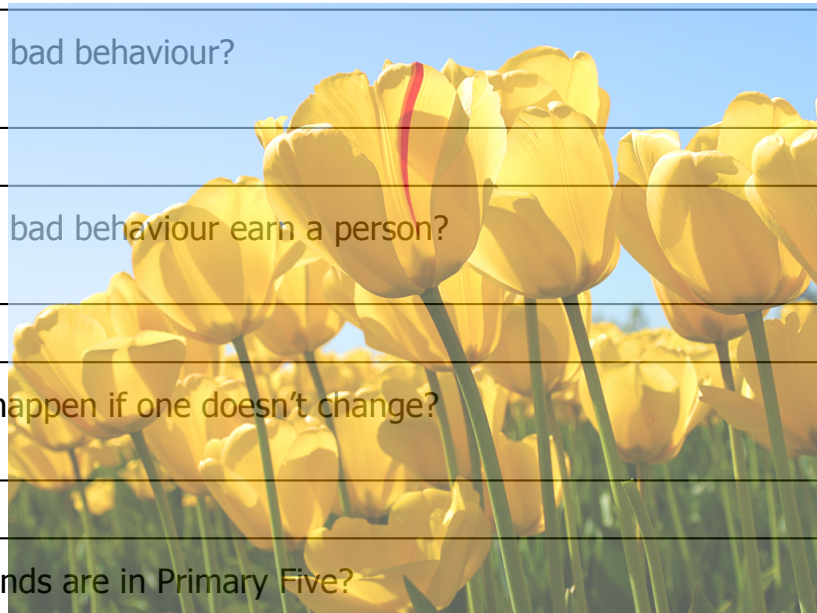 bad behaviour?
bad behaviour earn a person?
happen if one doesn't change?
nds are in Primary Five?